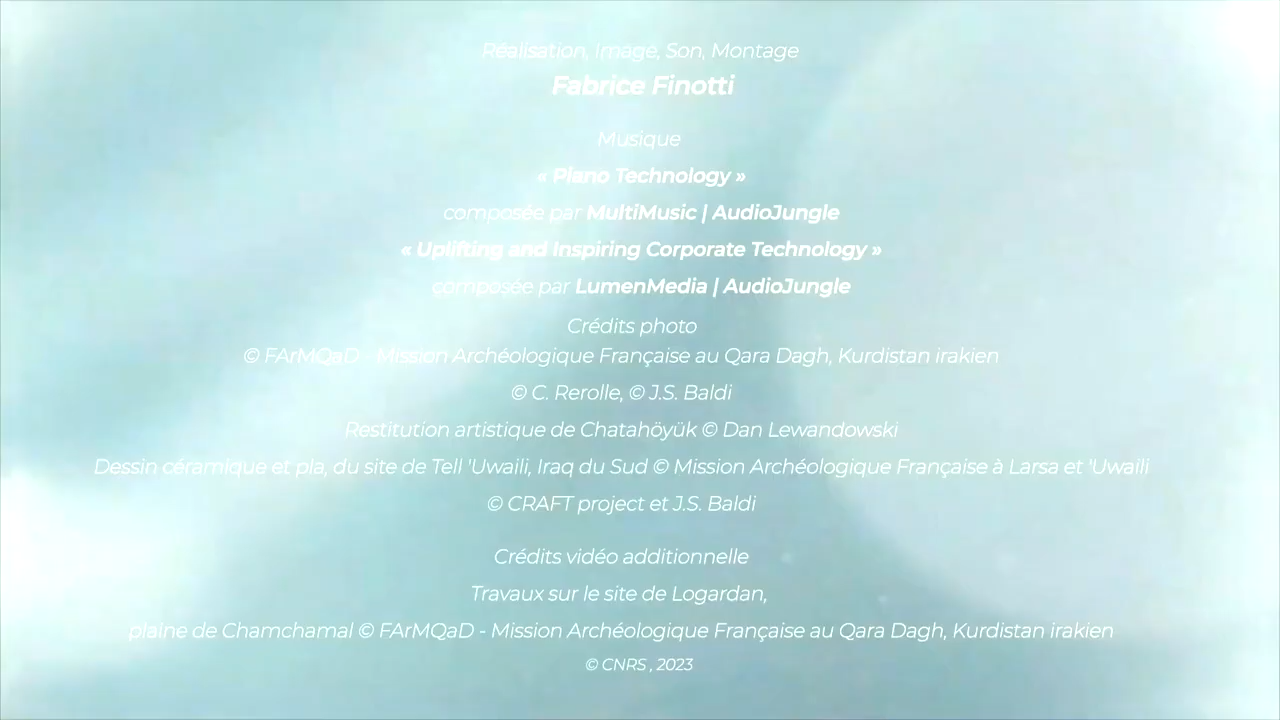 Réalisation, Image, Son, Montage
Fabrice Finotti
Musique
« Piano Technology »
composée par MultiMusic | AudioJungle
« Uplifting and Inspiring Corporate Technology »
composée par LumenMedia | AudioJungle
Crédits photo
© FArMQaD - Mission Archéologique Française au Qara Dagh, Kurdistan irakien
© C. Rerolle, © J.S. Baldi
Restitution artistique de Chatahöyük © Dan Lewandowski
Dessin céramique et pla, du site de Tell 'Uwaili, Iraq du Sud © Mission Archéologique Française à Larsa et 'Uwaili
© CRAFT project et J.S. Baldi
Crédits vidéo additionnelle
Travaux sur le site de Logardan,
plaine de Chamchamal © FArMQaD - Mission Archéologique Française au Qara Dagh, Kurdistan irakien
© CNRS , 2023